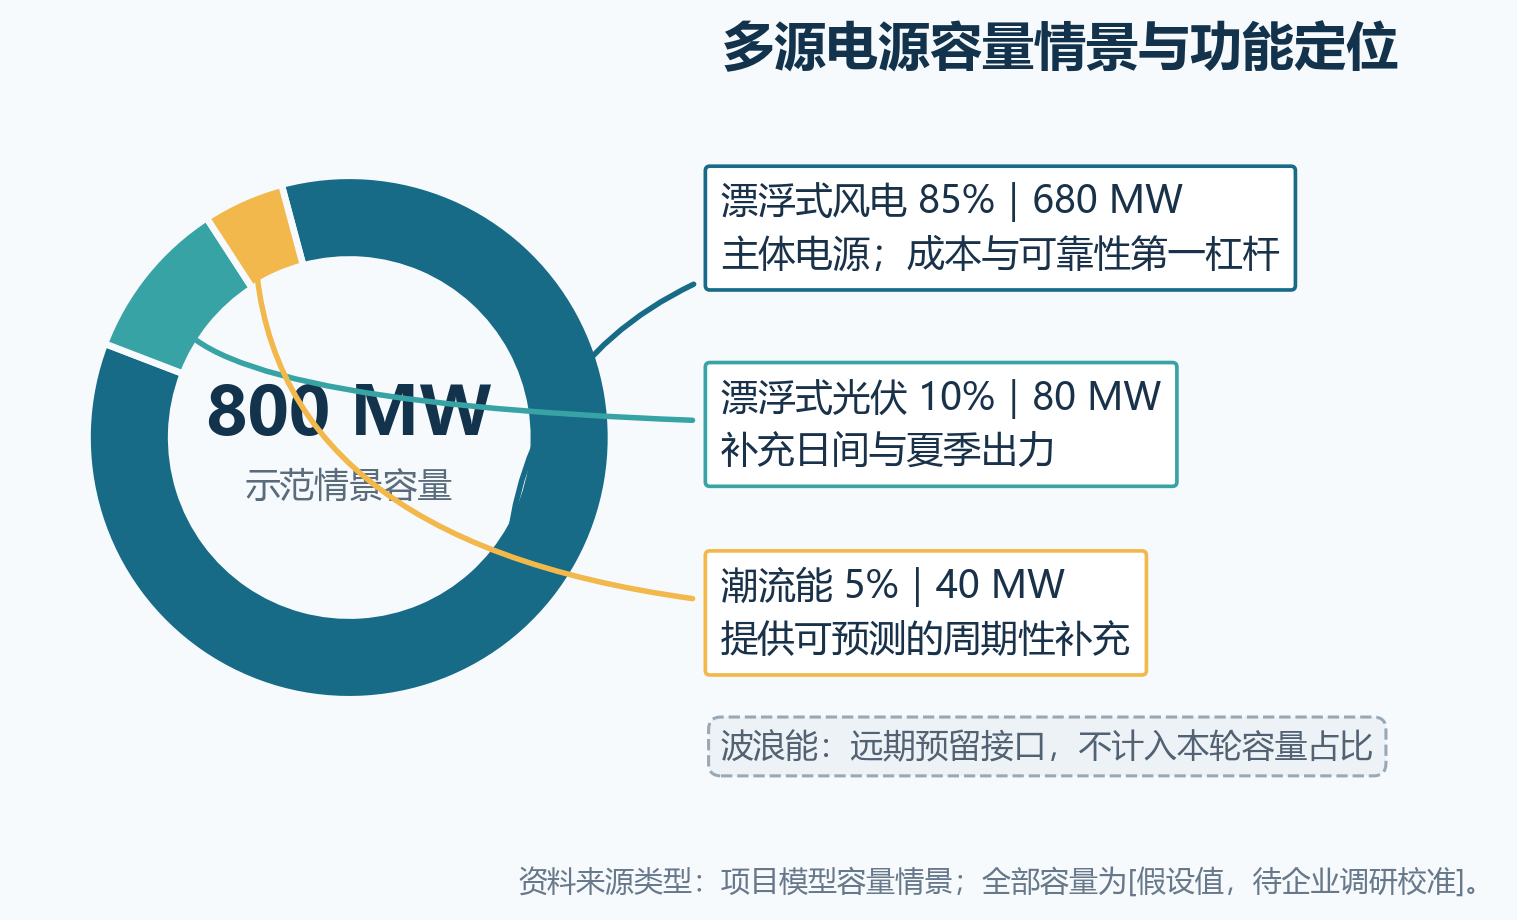 多源电源容量情景与功能定位
漂浮式风电 85% | 680 MW
主体电源；成本与可靠性第一杠杆
漂浮式光伏 10% | 80 MW
补充日间与夏季出力
800 MW
示范情景容量
潮流能 5% | 40 MW
提供可预测的周期性补充
波浪能：远期预留接口，不计入本轮容量占比
资料来源类型：项目模型容量情景；全部容量为[假设值，待企业调研校准]。